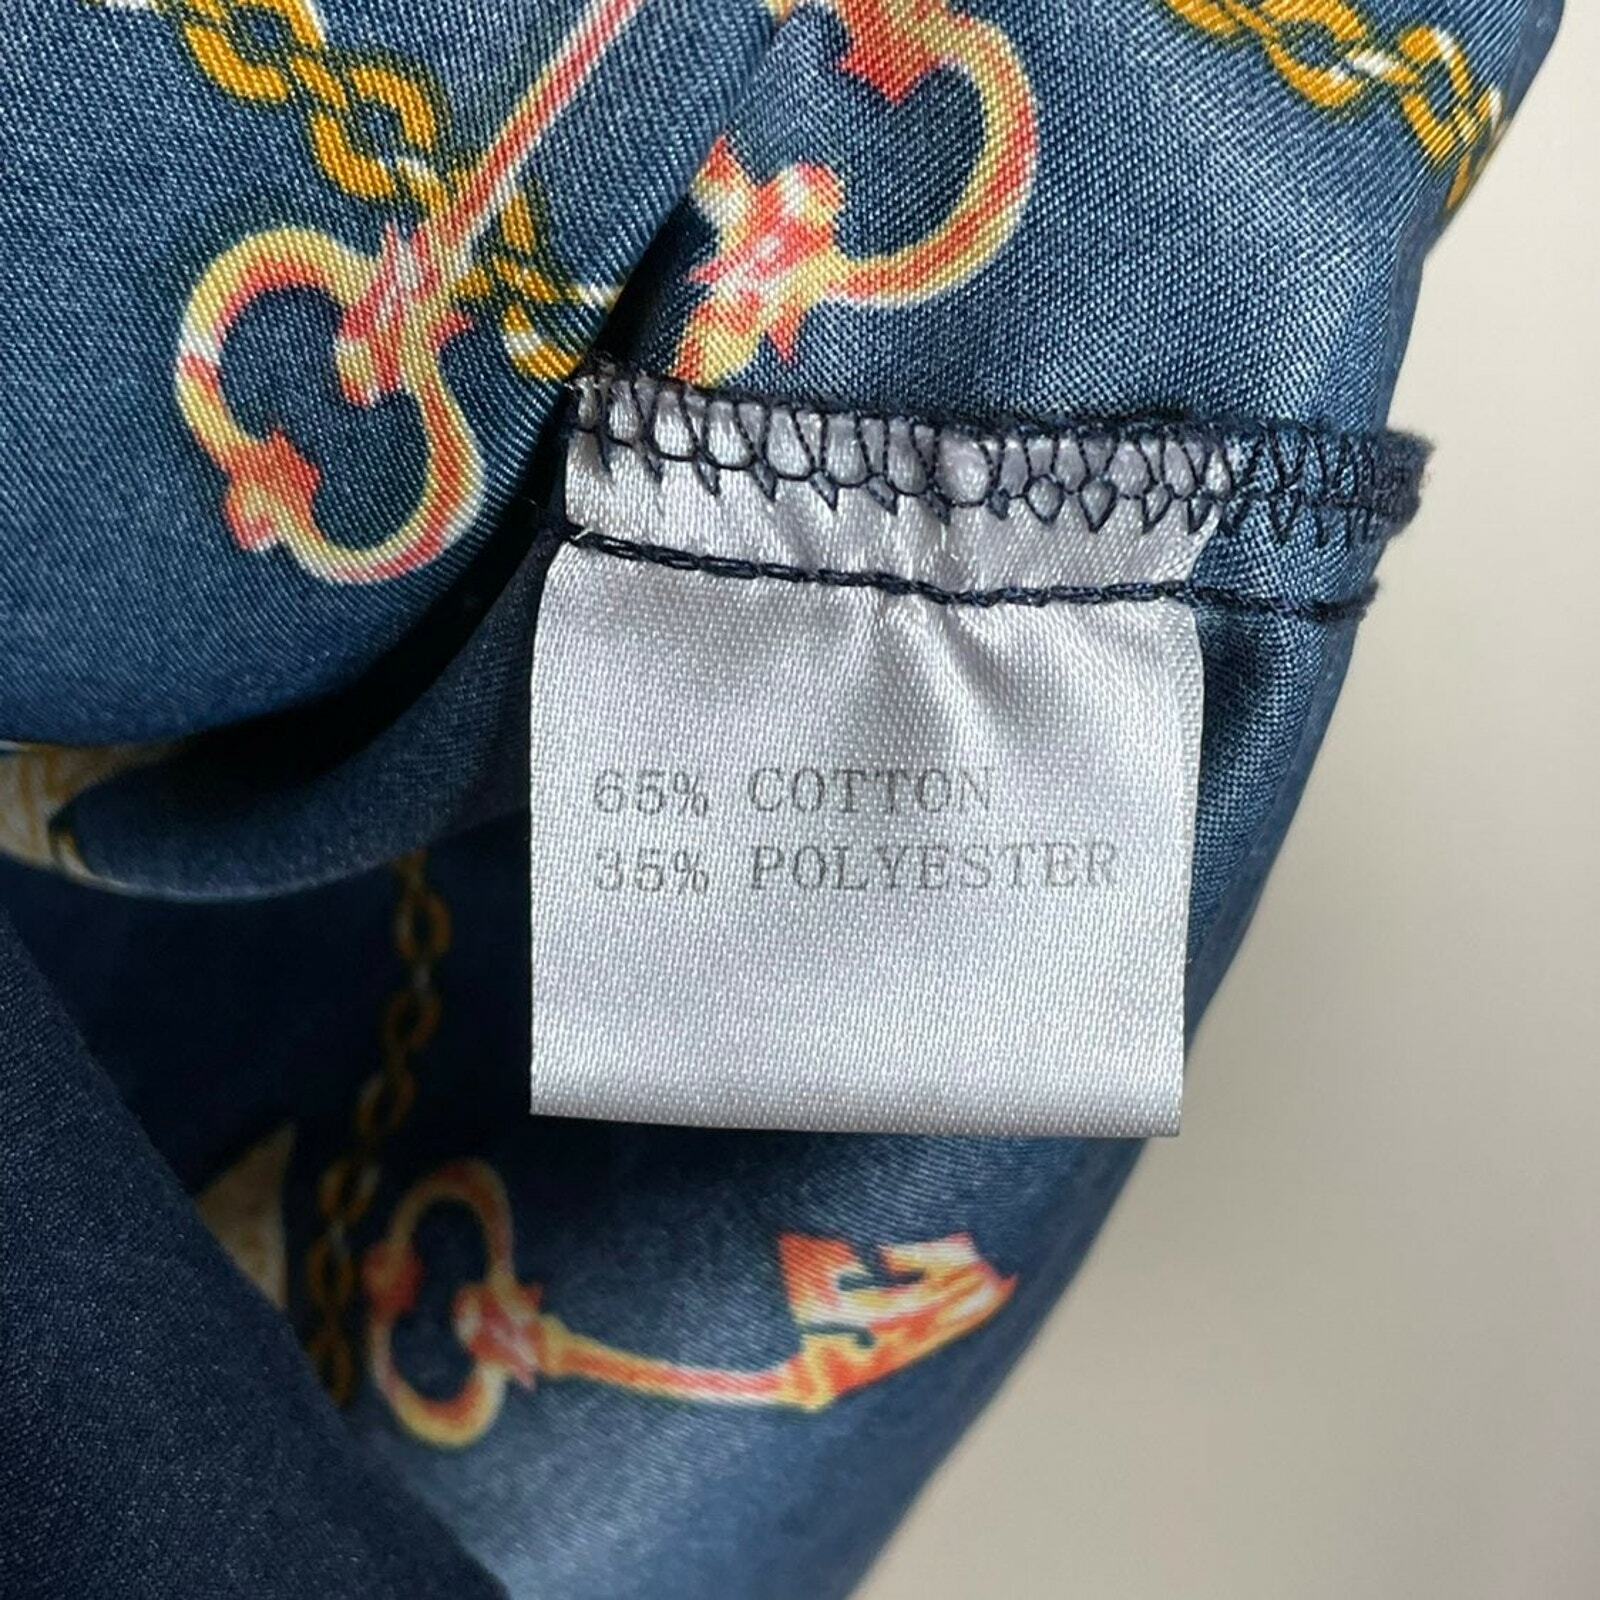 65% COTTON
35% POLYESTER